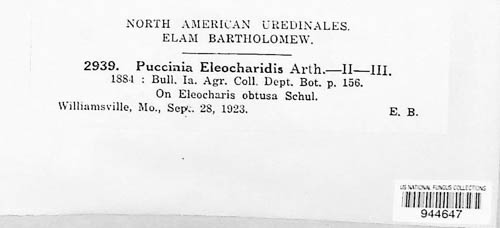 NORTH AMERICAN UREDINALES.
ELAM BARTHOLOMEW.
2939. Puccinia Eleocharidis Arth.—II—III.
1884 : Bull. Ia. Agr. Coll. Dept. Bot. p. 156.
On Eleocharis obtusa Schul.
Williamsville, Mo., Sept. 28, 1923. E. B.
US NATIONAL FUNGUS COLLECTIONS
944647